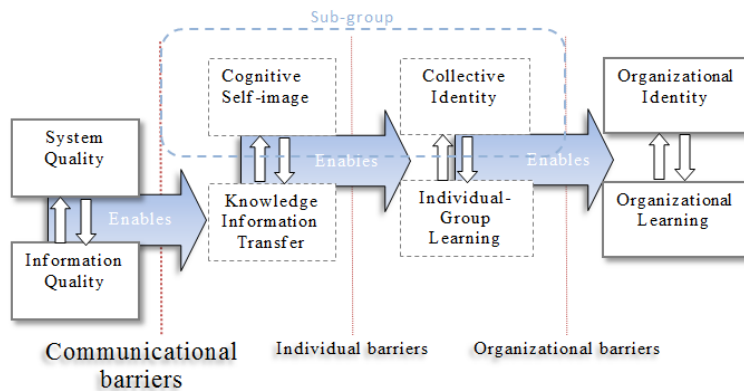 Sub-group
Cognitive
Self-image
Collective
Identity
Organizational
Identity
System
Quality
Enables
Enables
Enables
Knowledge
Information
Transfer
Individual-
Group
Learning
Organizational
Learning
Information
Quality
Communicational
barriers
Individual barriers
Organizational barriers